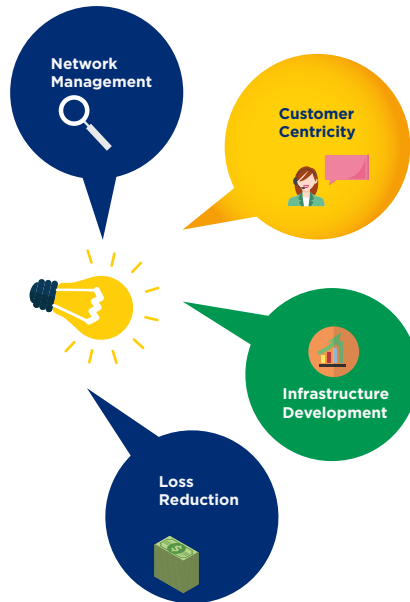 Network
Management
Customer
Centricity
Infrastructure
Development
Loss
Reduction
$